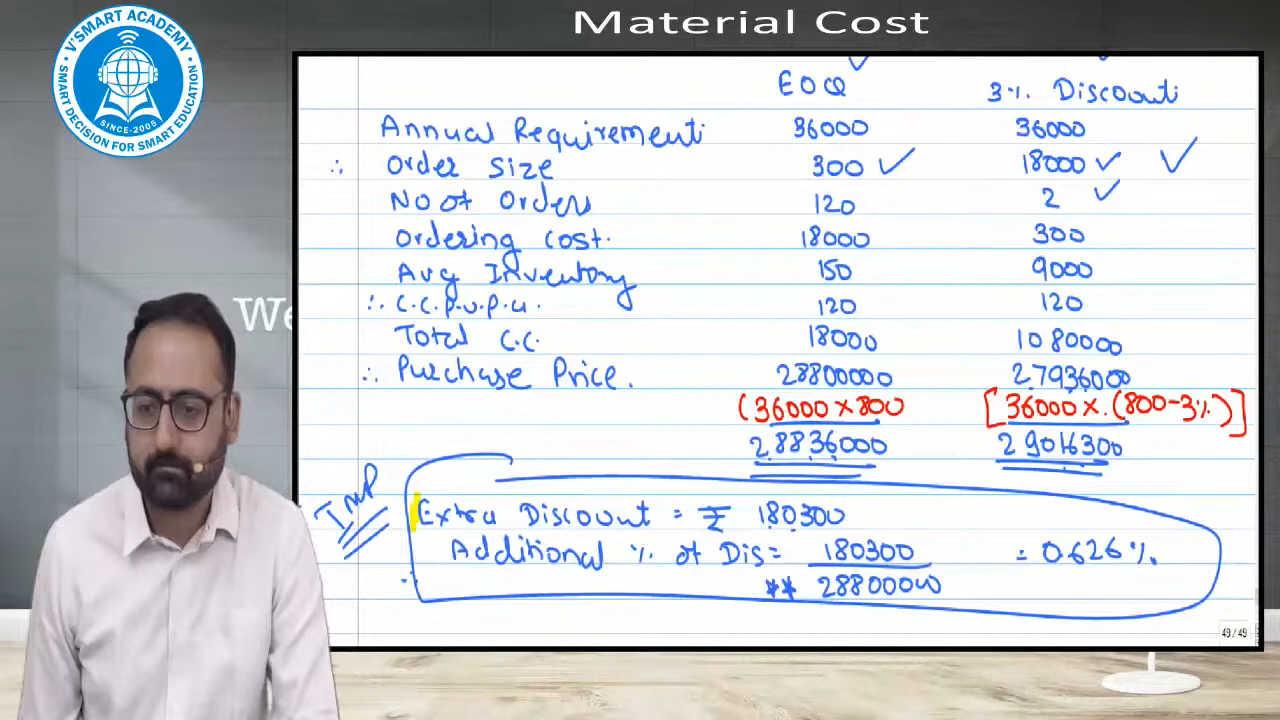 Material Cost
V'SMART ACADEMY
SMART DECISION FOR SMART EDUCATION
SINCE-2005
We
EOQ 3% Discount
Annual Requirement 36000 36000
∴ Order Size 300 ✓ 18000 ✓ ✓
No of Orders 120 2 ✓
Ordering Cost. 18000 300
Avg Inventory 150 9000
∴ C.C.P.U.P.a. 120 120
Total C.C. 18000 1080000
∴ Purchase Price. 28800000 27936000
(36000 x 800 [36000 x. (800-3%)]
28836000 29016300
IMP
Extra Discount = ₹ 180300
∴ Additional % of Dis = 180300 = 0.626%.
** 28800000
49/49